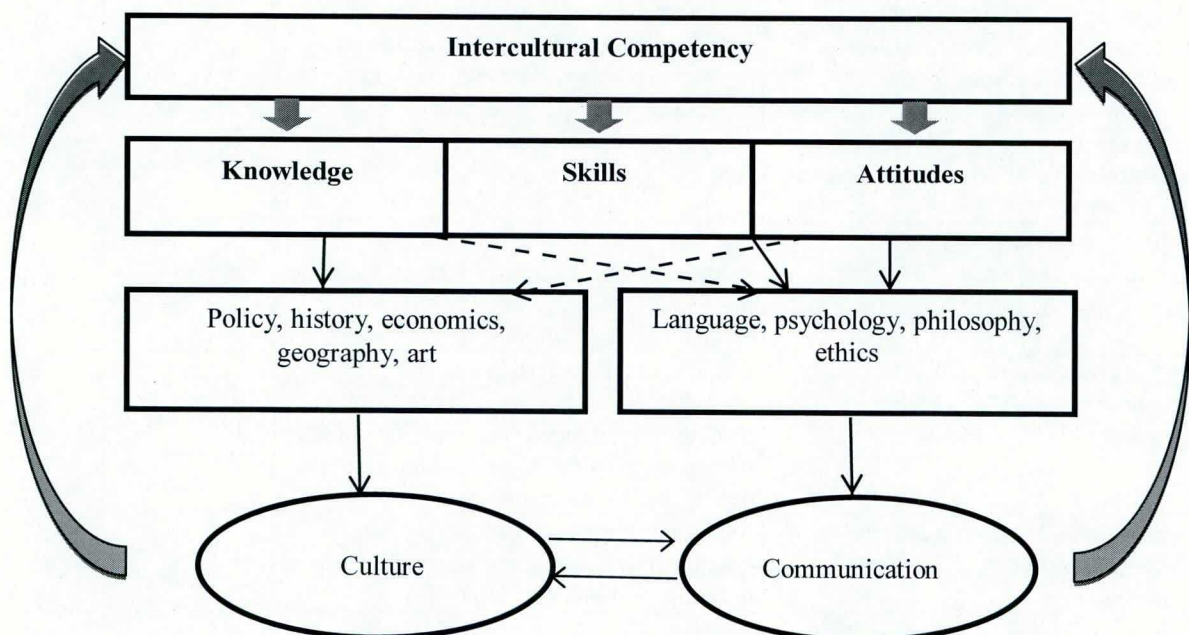 Intercultural Competency
Knowledge
Skills
Attitudes
Policy, history, economics,
geography, art
Language, psychology, philosophy,
ethics
Culture
Communication